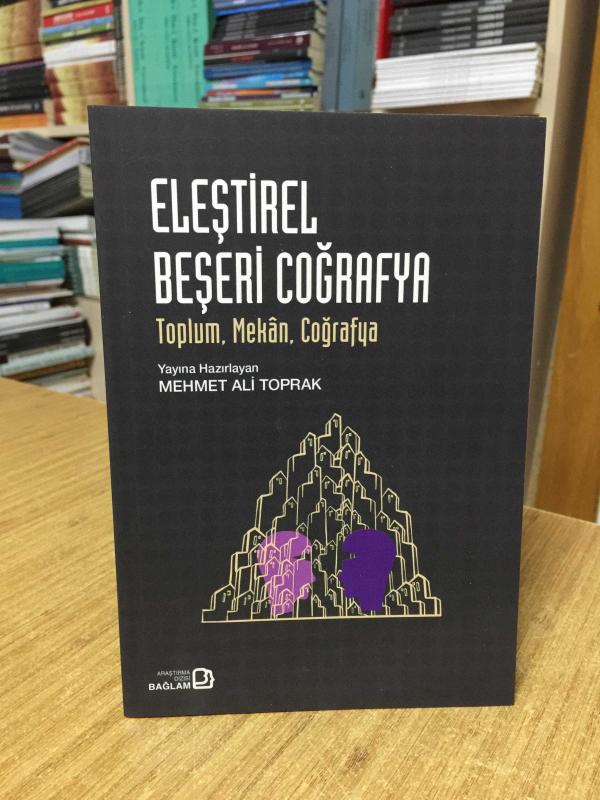 ELEŞTİREL
BEŞERİ COĞRAFYA
Toplum, Mekân, Coğrafya
Yayına Hazırlayan
MEHMET ALİ TOPRAK
ARAŞTIRMA
DİZİSİ
BAĞLAM